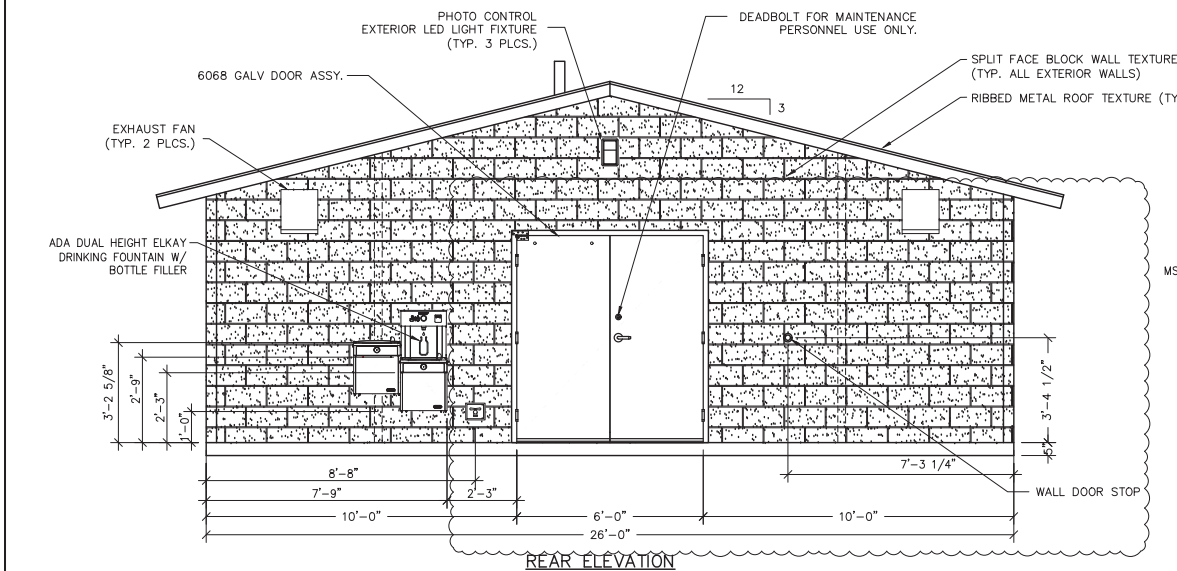 PHOTO CONTROL
EXTERIOR LED LIGHT FIXTURE
(TYP. 3 PLCS.)
DEADBOLT FOR MAINTENANCE
PERSONNEL USE ONLY.
6068 GALV DOOR ASSY.
SPLIT FACE BLOCK WALL TEXTURE
(TYP. ALL EXTERIOR WALLS)
12
3
RIBBED METAL ROOF TEXTURE (TY
EXHAUST FAN
(TYP. 2 PLCS.)
ADA DUAL HEIGHT ELKAY
DRINKING FOUNTAIN W/
BOTTLE FILLER
MS
3'-2 5/8"
2'-9"
2'-3"
1'-0"
3'-4 1/2"
5"
8'-8"
7'-3 1/4"
7'-9"
2'-3"
WALL DOOR STOP
10'-0"
6'-0"
10'-0"
26'-0"
REAR ELEVATION